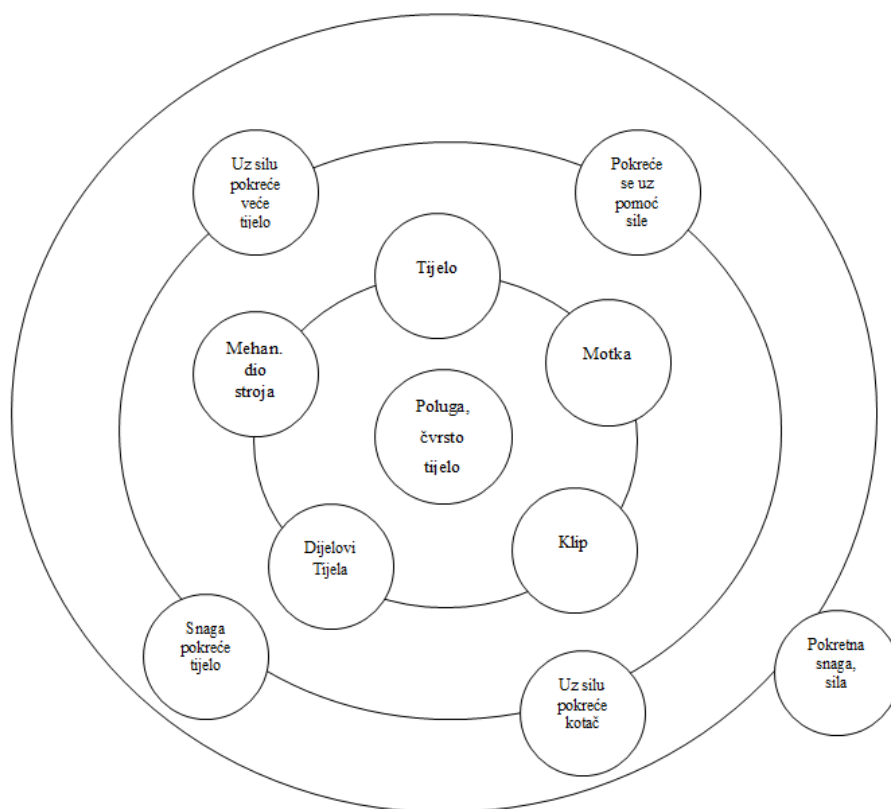 Uz silu
pokreće
veće
tijelo
Pokreće
se uz
pomoć
sile
Tijelo
Mehan.
dio
stroja
Motka
Poluga,
čvrsto
tijelo
Dijelovi
Tijela
Klip
Snaga
pokreće
tijelo
Uz silu
pokreće
kotač
Pokretna
snaga,
sila